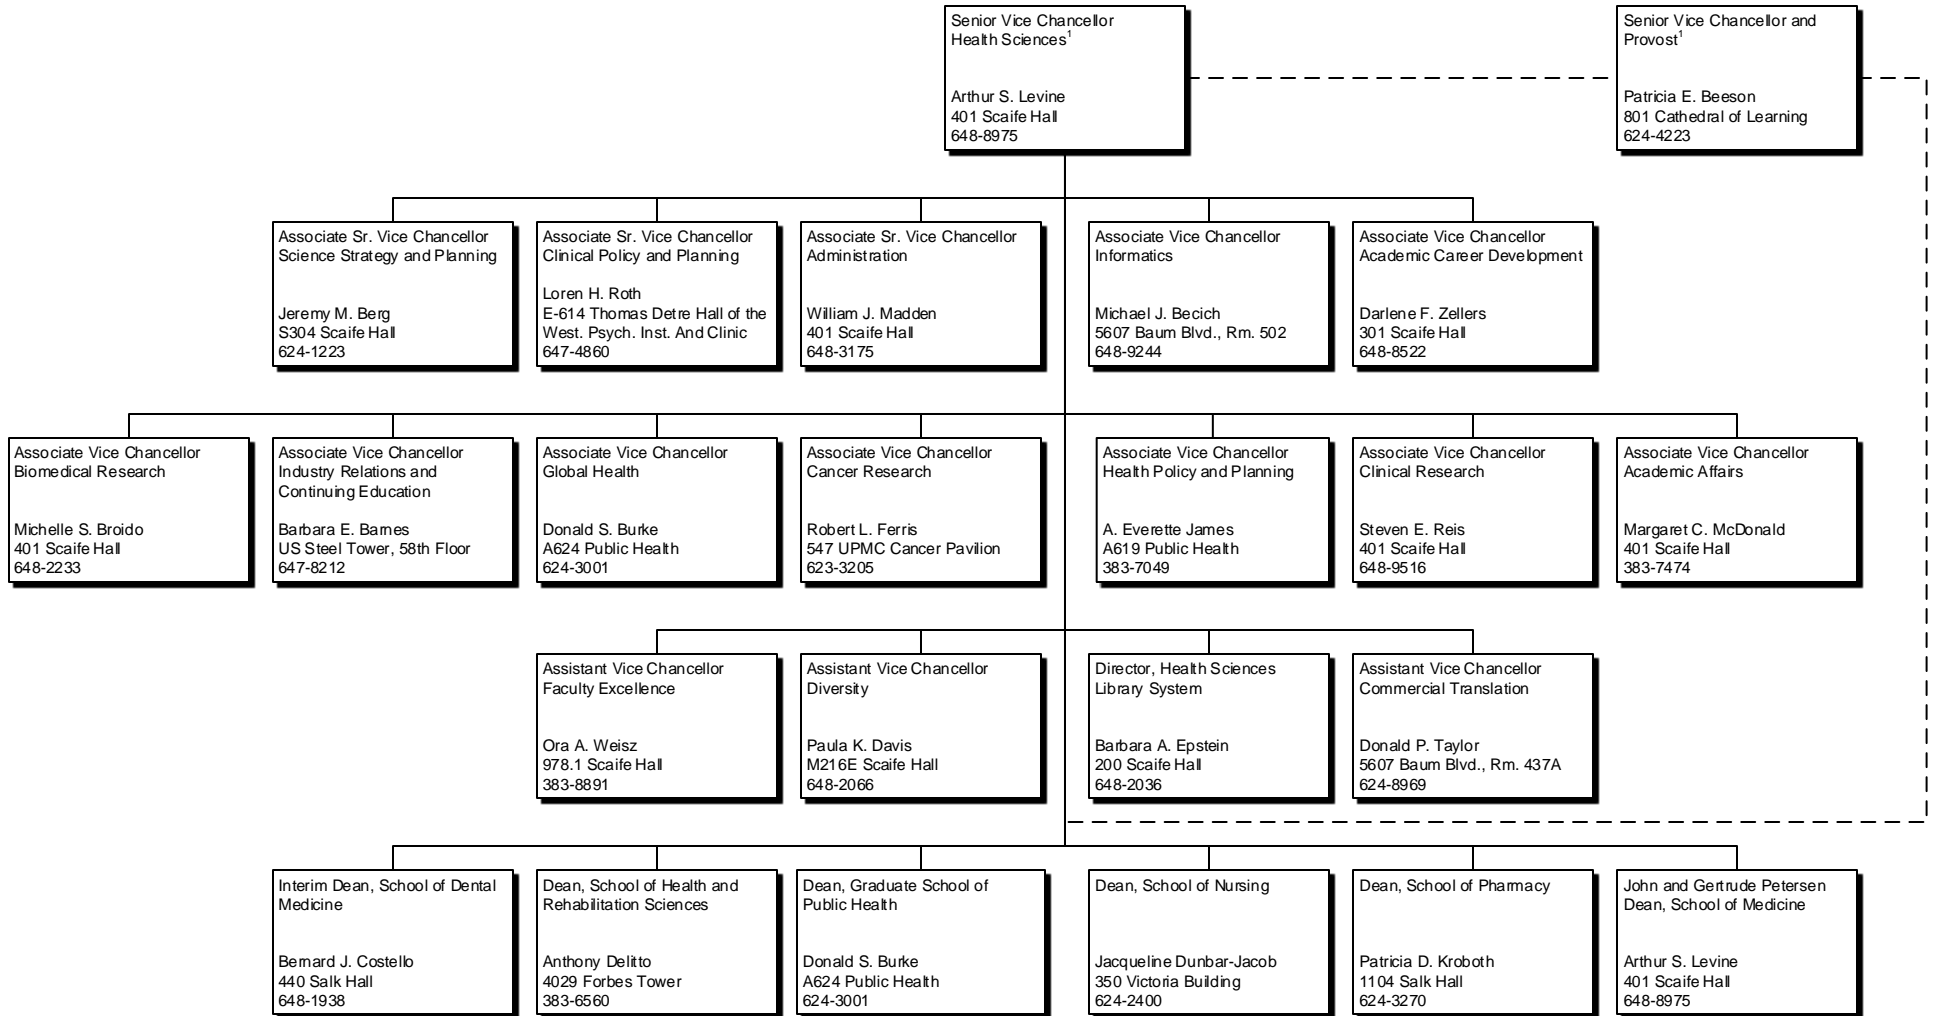 Senior Vice Chancellor
Health Sciences¹
Arthur S. Levine
401 Scaife Hall
648-8975
Senior Vice Chancellor and
Provost¹
Patricia E. Beeson
801 Cathedral of Learning
624-4223
Associate Sr. Vice Chancellor
Science Strategy and Planning
Jeremy M. Berg
S304 Scaife Hall
624-1223
Associate Sr. Vice Chancellor
Clinical Policy and Planning
Loren H. Roth
E-614 Thomas Detre Hall of the
West. Psych. Inst. And Clinic
647-4860
Associate Sr. Vice Chancellor
Administration
William J. Madden
401 Scaife Hall
648-3175
Associate Vice Chancellor
Informatics
Michael J. Becich
5607 Baum Blvd., Rm. 502
648-9244
Associate Vice Chancellor
Academic Career Development
Darlene F. Zellers
301 Scaife Hall
648-8522
Associate Vice Chancellor
Biomedical Research
Michelle S. Broido
401 Scaife Hall
648-2233
Associate Vice Chancellor
Industry Relations and
Continuing Education
Barbara E. Barnes
US Steel Tower, 58th Floor
647-8212
Associate Vice Chancellor
Global Health
Donald S. Burke
A624 Public Health
624-3001
Associate Vice Chancellor
Cancer Research
Robert L. Ferris
547 UPMC Cancer Pavilion
623-3205
Associate Vice Chancellor
Health Policy and Planning
A. Everette James
A619 Public Health
383-7049
Associate Vice Chancellor
Clinical Research
Steven E. Reis
401 Scaife Hall
648-9516
Associate Vice Chancellor
Academic Affairs
Margaret C. McDonald
401 Scaife Hall
383-7474
Assistant Vice Chancellor
Faculty Excellence
Ora A. Weisz
978.1 Scaife Hall
383-8891
Assistant Vice Chancellor
Diversity
Paula K. Davis
M216E Scaife Hall
648-2066
Director, Health Sciences
Library System
Barbara A. Epstein
200 Scaife Hall
648-2036
Assistant Vice Chancellor
Commercial Translation
Donald P. Taylor
5607 Baum Blvd., Rm. 437A
624-8969
Interim Dean, School of Dental
Medicine
Bernard J. Costello
440 Salk Hall
648-1938
Dean, School of Health and
Rehabilitation Sciences
Anthony Delitto
4029 Forbes Tower
383-6560
Dean, Graduate School of
Public Health
Donald S. Burke
A624 Public Health
624-3001
Dean, School of Nursing
Jacqueline Dunbar-Jacob
350 Victoria Building
624-2400
Dean, School of Pharmacy
Patricia D. Kroboth
1104 Salk Hall
624-3270
John and Gertrude Petersen
Dean, School of Medicine
Arthur S. Levine
401 Scaife Hall
648-8975